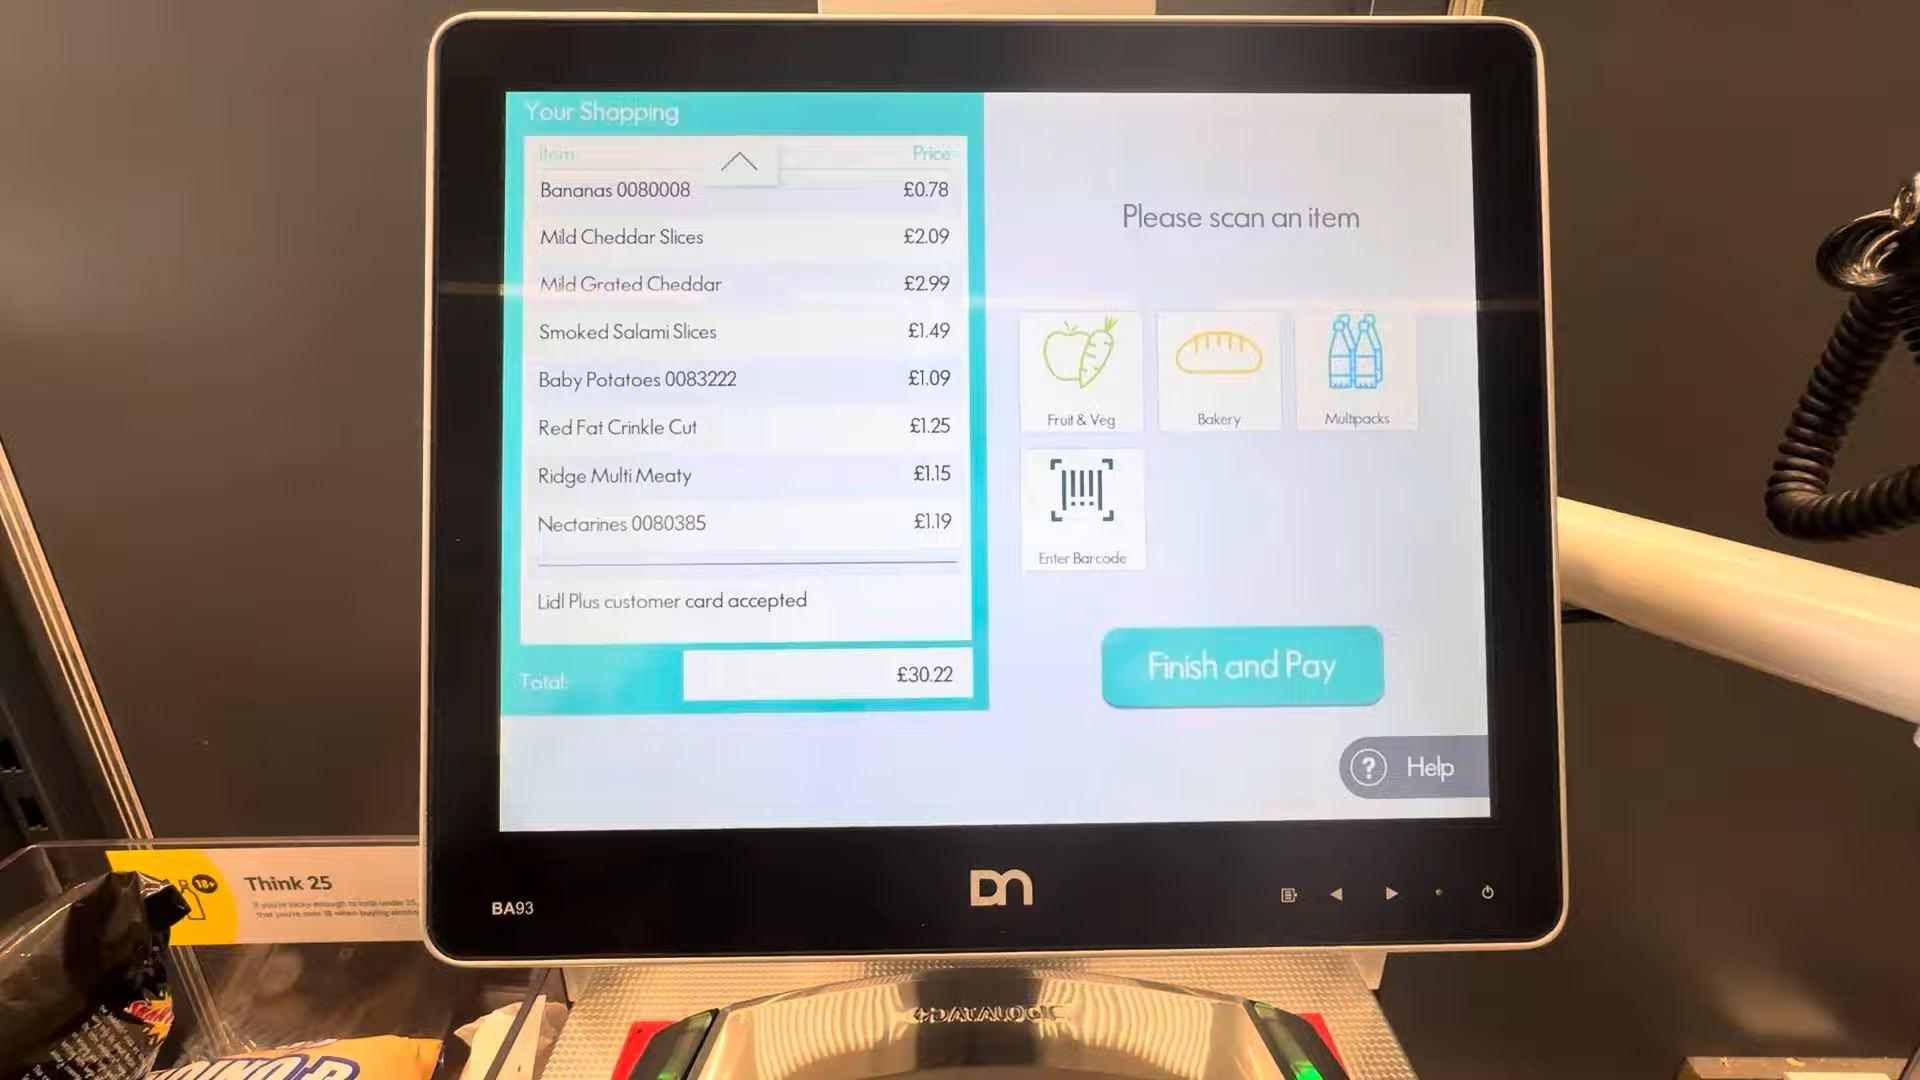 Your Shopping
Item Price
Bananas 0080008 £0.78
Mild Cheddar Slices £2.09
Mild Grated Cheddar £2.99
Smoked Salami Slices £1.49
Baby Potatoes 0083222 £1.09
Red Fat Crinkle Cut £1.25
Ridge Multi Meaty £1.15
Nectarines 0080385 £1.19
Lidl Plus customer card accepted
Total: £30.22
Please scan an item
Fruit & Veg Bakery Multipacks
Enter Barcode
Finish and Pay
? Help
BA93
DN
18+
Think 25
DATALOGIC